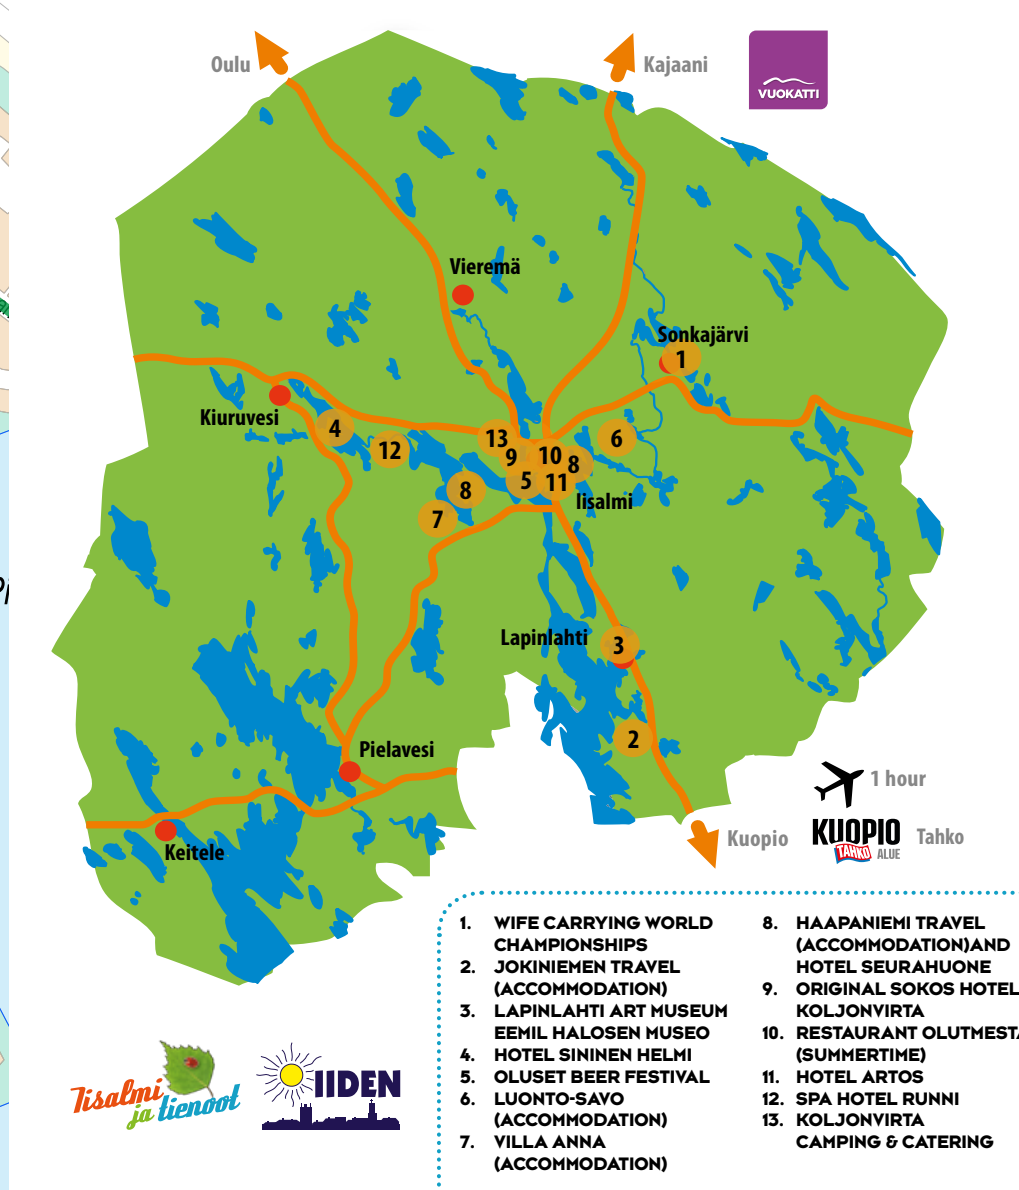 Oulu
Kajaani
VUOKATTI
Vieremä
Sonkajärvi
1
Kiuruvesi
4
12
13
9
10
8
6
5
11
8
7
Iisalmi
Lapinlahti
3
2
Pielavesi
Keitele
1 hour
Kuopio
KUOPIO
TAHKO
ALUE
Tahko
1. WIFE CARRYING WORLD
CHAMPIONSHIPS
2. JOKINIEMEN TRAVEL
(ACCOMMODATION)
3. LAPINLAHTI ART MUSEUM
EEMIL HALOSEN MUSEO
4. HOTEL SININEN HELMI
5. OLUSET BEER FESTIVAL
6. LUONTO-SAVO
(ACCOMMODATION)
7. VILLA ANNA
(ACCOMMODATION)
8. HAAPANIEMI TRAVEL
(ACCOMMODATION)AND
HOTEL SEURAHUONE
9. ORIGINAL SOKOS HOTEL
KOLJONVIRTA
10. RESTAURANT OLUTMESTA
(SUMMERTIME)
11. HOTEL ARTOS
12. SPA HOTEL RUNNI
13. KOLJONVIRTA
CAMPING & CATERING
Iisalmi
ja tienoot
IIDEN